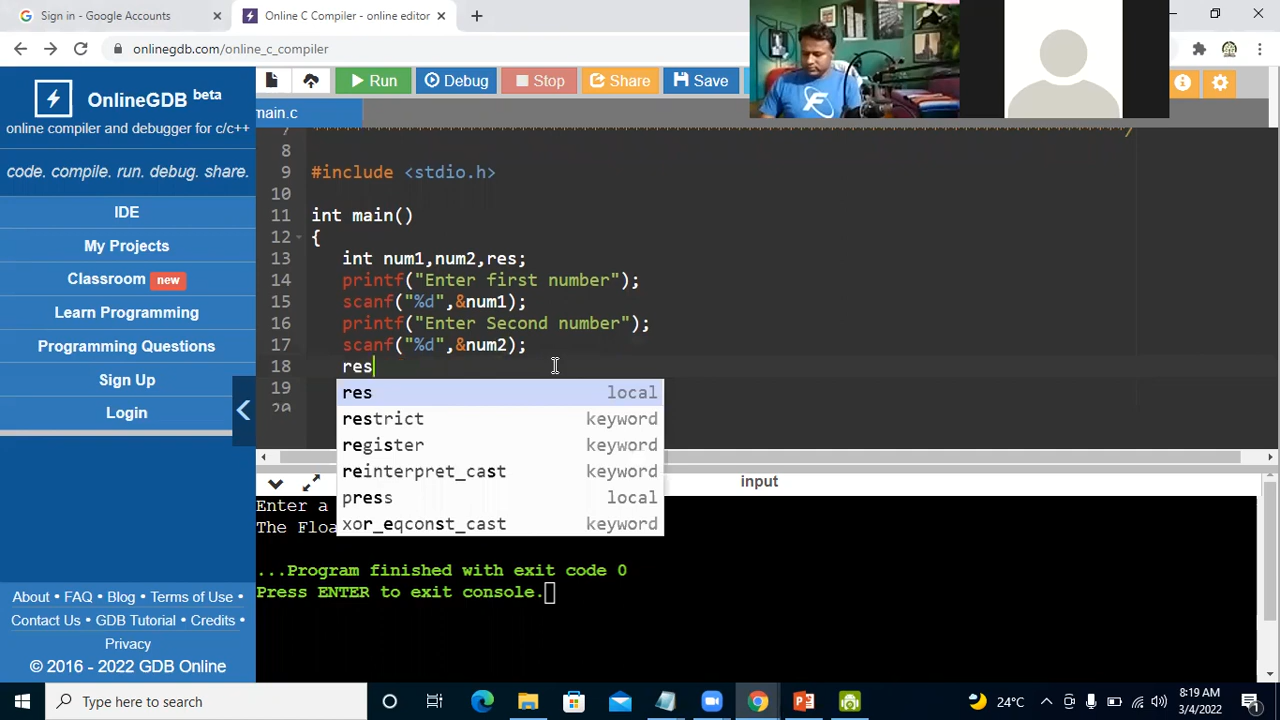 Sign in - Google Accounts
Online C Compiler - online editor
onlinegdb.com/online_c_compiler
OnlineGDB beta
online compiler and debugger for c/c++
code. compile. run. debug. share.
IDE
My Projects
Classroom new
Learn Programming
Programming Questions
Sign Up
Login
About • FAQ • Blog • Terms of Use •
Contact Us • GDB Tutorial • Credits •
Privacy
© 2016 - 2022 GDB Online
Run
Debug
Stop
Share
Save
main.c
7 /
8
9 #include <stdio.h>
10
11 int main()
12 {
13 int num1,num2,res;
14 printf("Enter first number");
15 scanf("%d",&num1);
16 printf("Enter Second number");
17 scanf("%d",&num2);
18 res
19
20
res local
restrict keyword
register keyword
reinterpret_cast keyword
press local
xor_eqconst_cast keyword
input
Enter a
The Floa
...Program finished with exit code 0
Press ENTER to exit console.
Type here to search
24°C
8:19 AM
3/4/2022